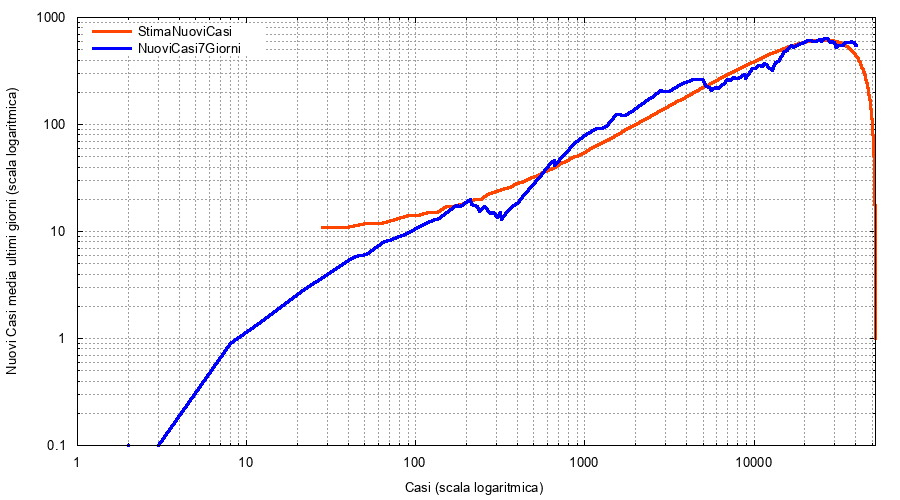 1000
100
10
1
0.1
1
10
100
1000
10000
StimaNuoviCasi
NuoviCasi7Giorni
Nuovi Casi media ultimi giorni (scala logaritmica)
Casi (scala logaritmica)